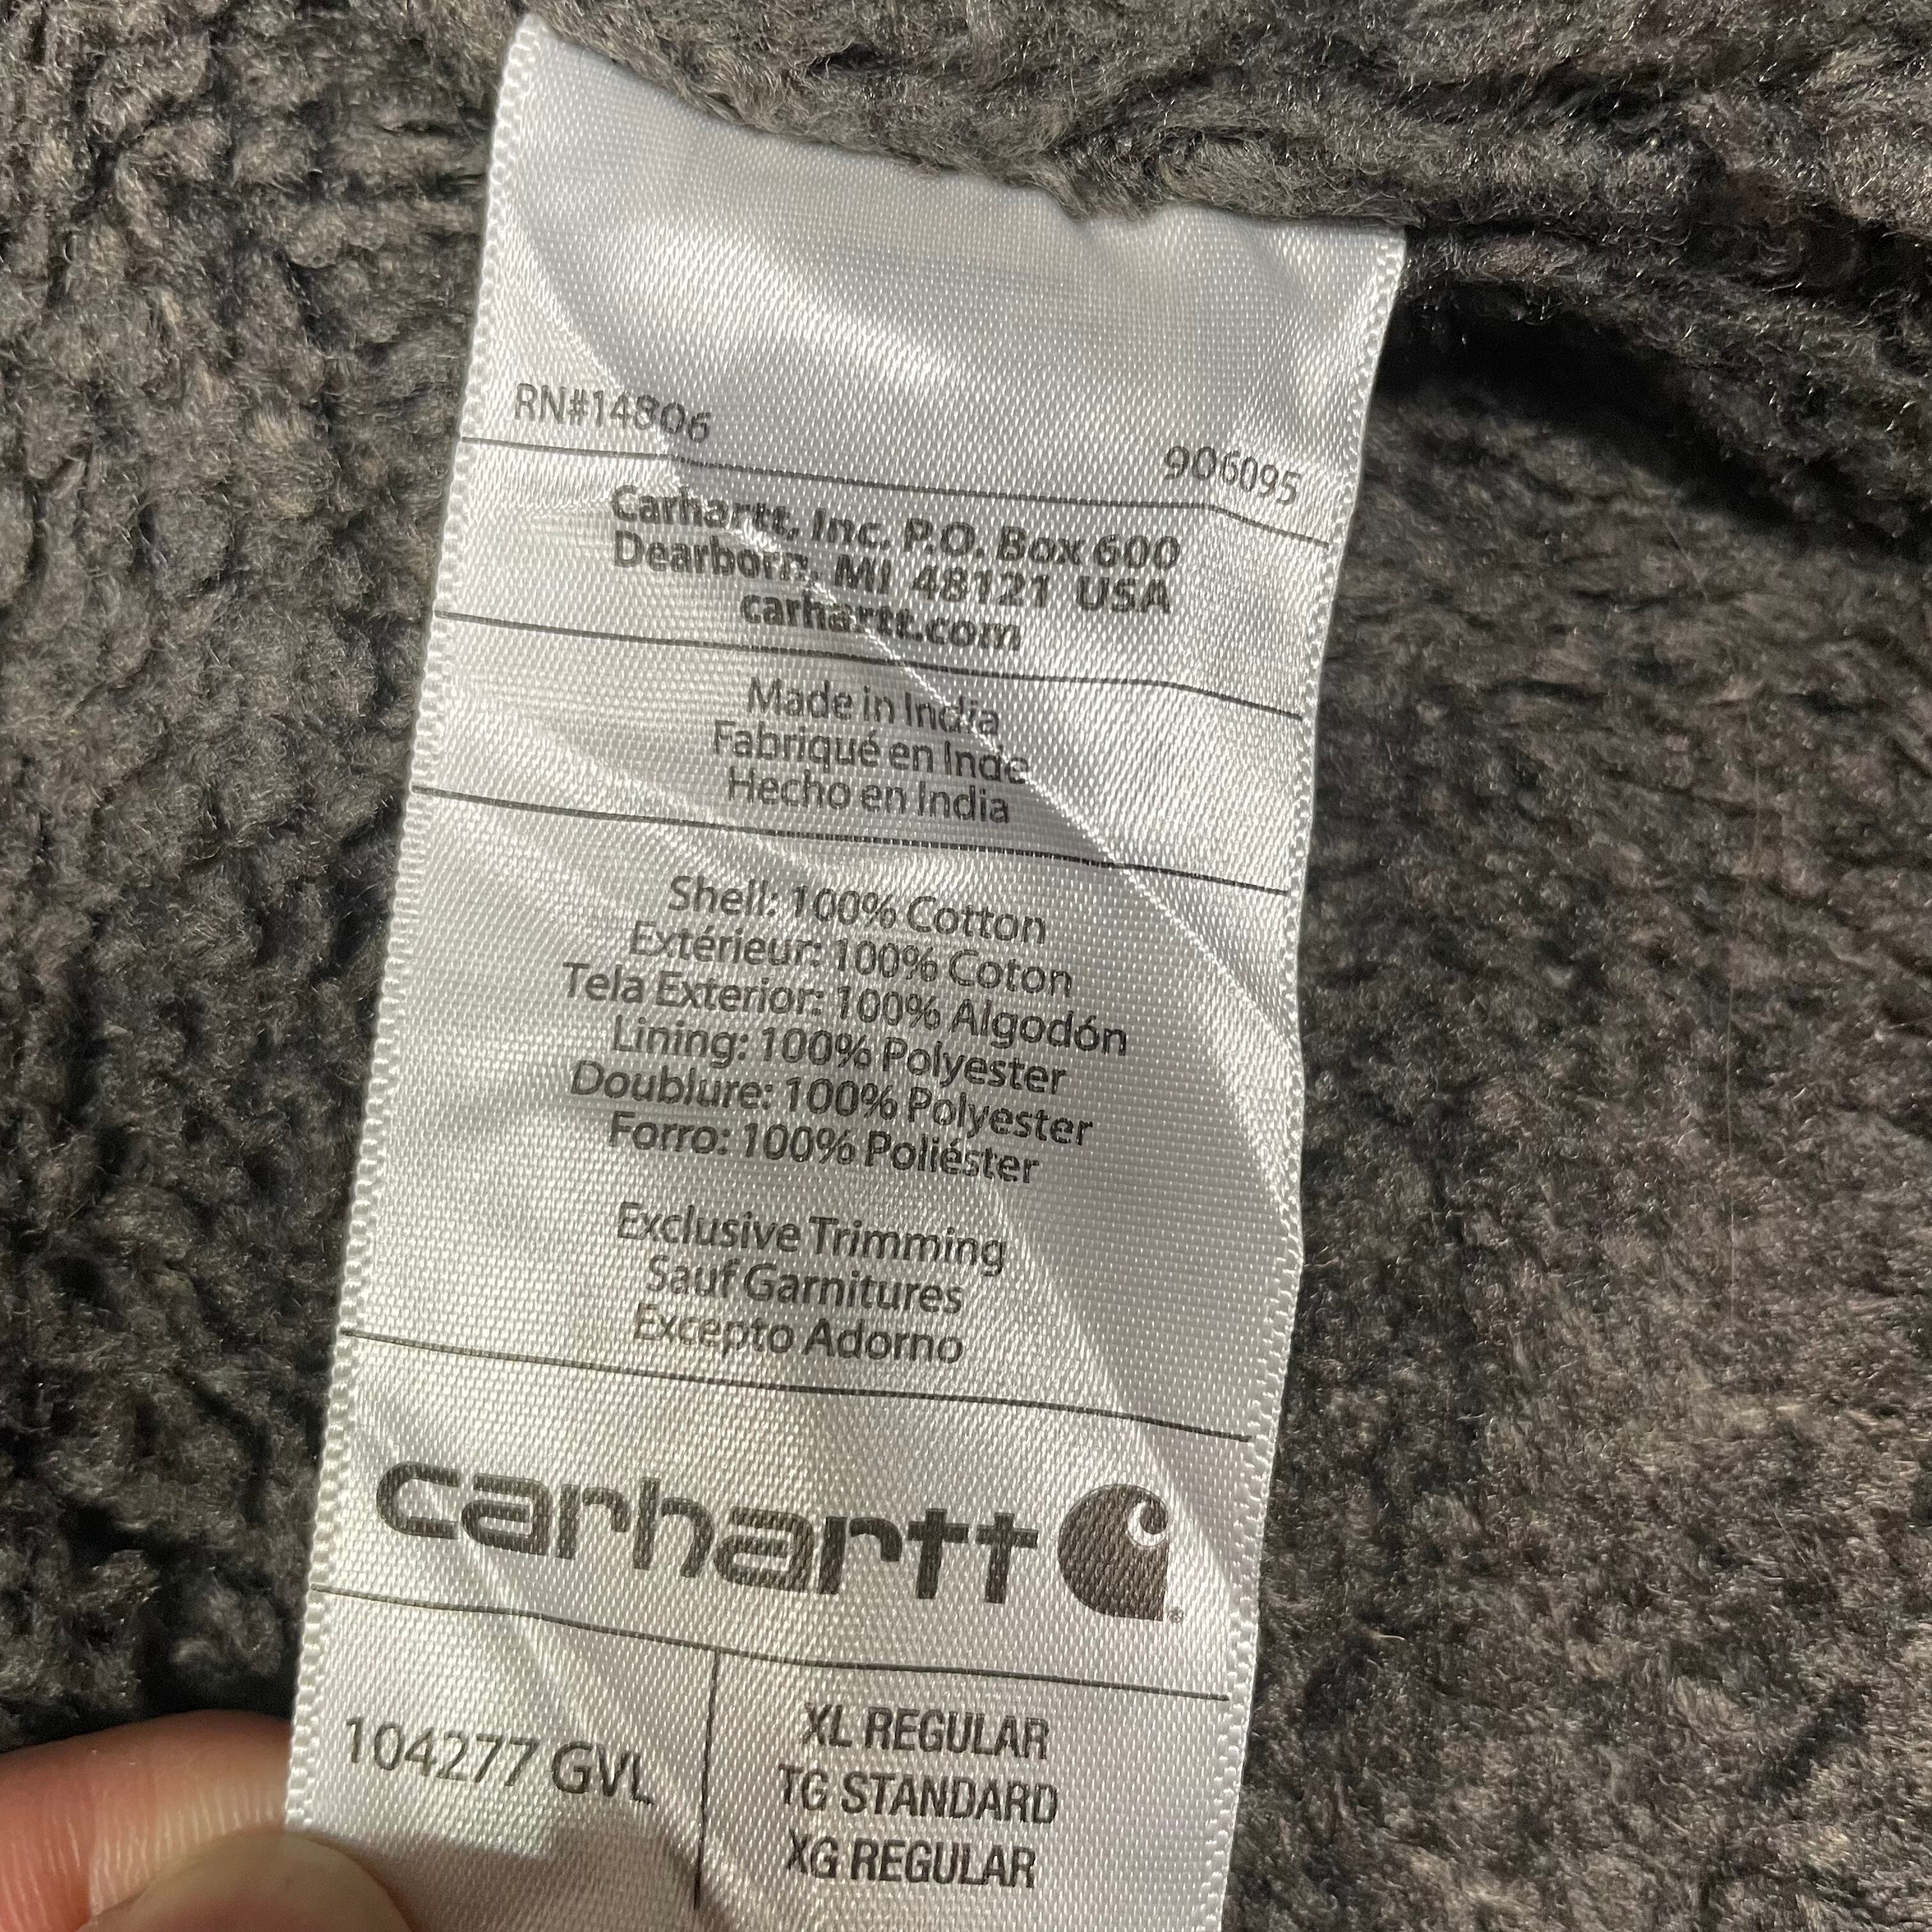 RN#14806
906095
Carhartt, Inc. P.O. Box 600
Dearborn, MI 48121 USA
carhartt.com
Made in India
Fabriqué en Inde
Hecho en India
Shell: 100% Cotton
Extérieur: 100% Coton
Tela Exterior: 100% Algodón
Lining: 100% Polyester
Doublure: 100% Polyester
Forro: 100% Poliéster
Exclusive Trimming
Sauf Garnitures
Excepto Adorno
carhartt
104277 GVL
XL REGULAR
TG STANDARD
XG REGULAR